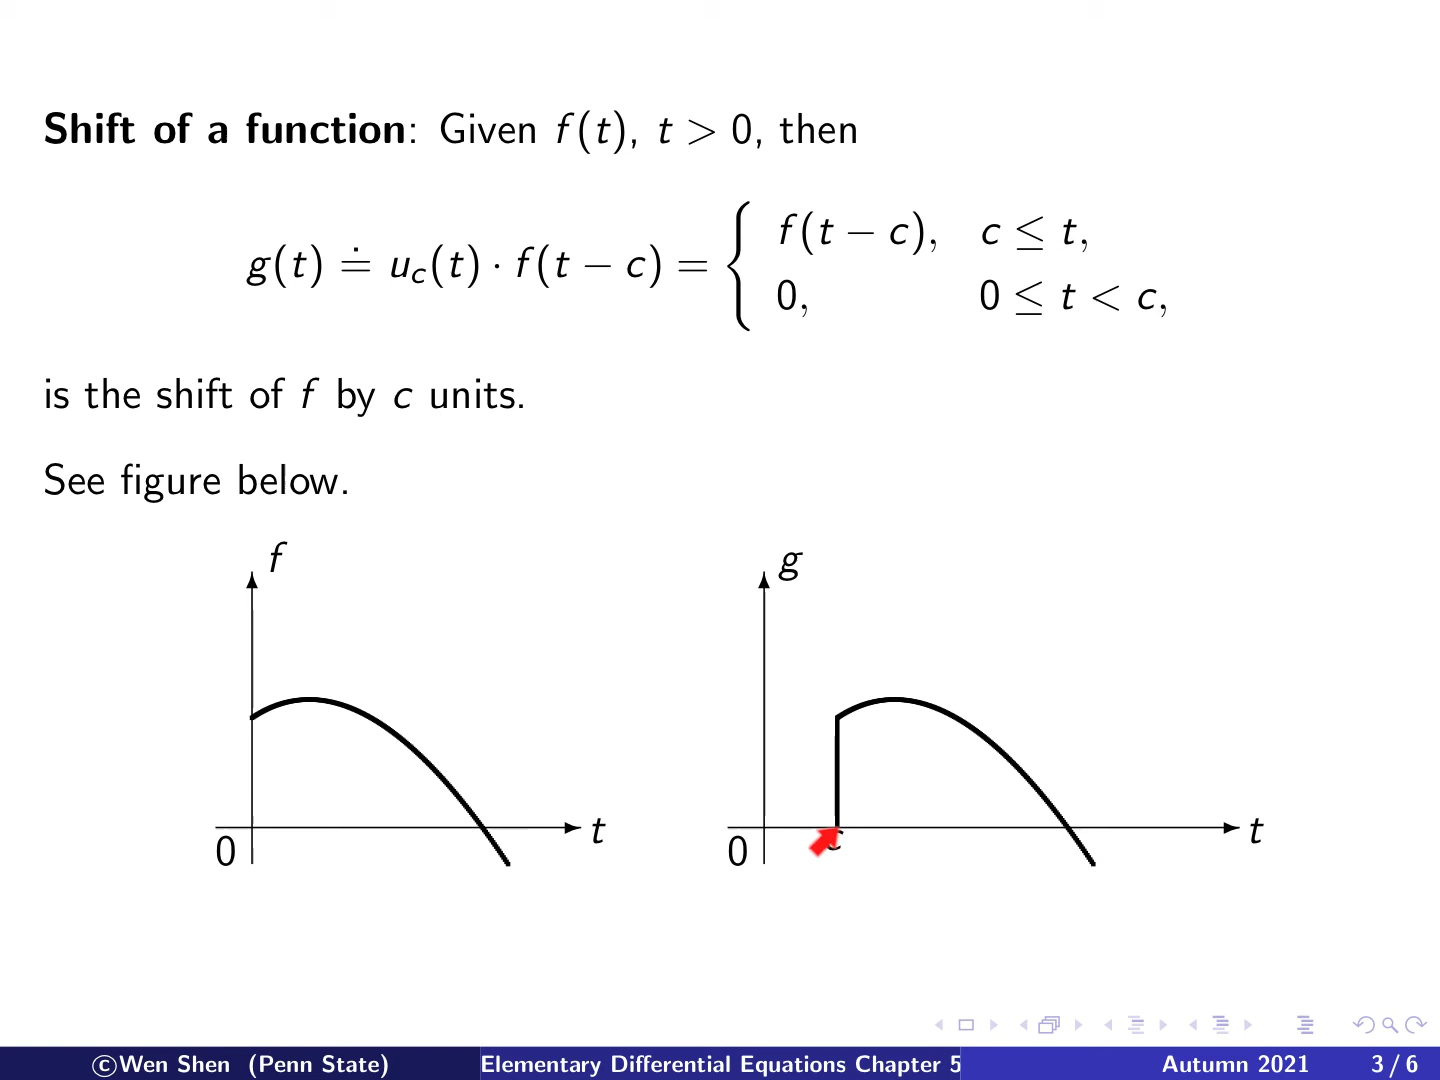 Shift of a function: Given f(t), t > 0, then
g(t) ≐ u_c(t) · f(t − c) = { f(t − c), c ≤ t,
0, 0 ≤ t < c,
is the shift of f by c units.
See figure below.
f
g
t
t
0
0
c
©Wen Shen (Penn State)
Elementary Differential Equations Chapter 5
Autumn 2021
3 / 6